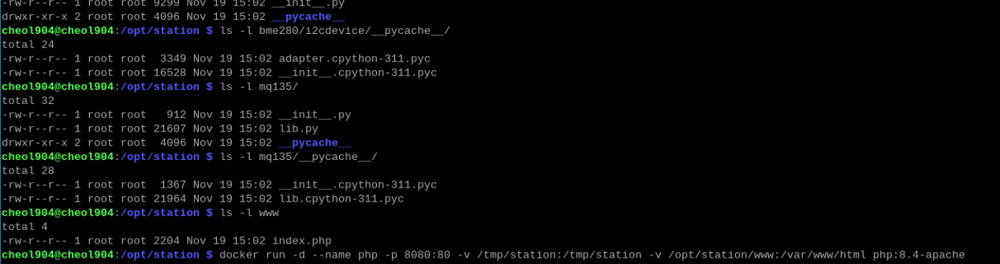 -rw-r--r-- 1 root root 9299 Nov 19 15:02 __init__.py
drwxr-xr-x 2 root root 4096 Nov 19 15:02 __pycache__
cheol904@cheol904:/opt/station $ ls -l bme280/i2cdevice/__pycache__/
total 24
-rw-r--r-- 1 root root  3349 Nov 19 15:02 adapter.cpython-311.pyc
-rw-r--r-- 1 root root 16528 Nov 19 15:02 __init__.cpython-311.pyc
cheol904@cheol904:/opt/station $ ls -l mq135/
total 32
-rw-r--r-- 1 root root   912 Nov 19 15:02 __init__.py
-rw-r--r-- 1 root root 21607 Nov 19 15:02 lib.py
drwxr-xr-x 2 root root  4096 Nov 19 15:02 __pycache__
cheol904@cheol904:/opt/station $ ls -l mq135/__pycache__/
total 28
-rw-r--r-- 1 root root  1367 Nov 19 15:02 __init__.cpython-311.pyc
-rw-r--r-- 1 root root 21964 Nov 19 15:02 lib.cpython-311.pyc
cheol904@cheol904:/opt/station $ ls -l www
total 4
-rw-r--r-- 1 root root 2204 Nov 19 15:02 index.php
cheol904@cheol904:/opt/station $ docker run -d --name php -p 8080:80 -v /tmp/station:/tmp/station -v /opt/station/www:/var/www/html php:8.4-apache